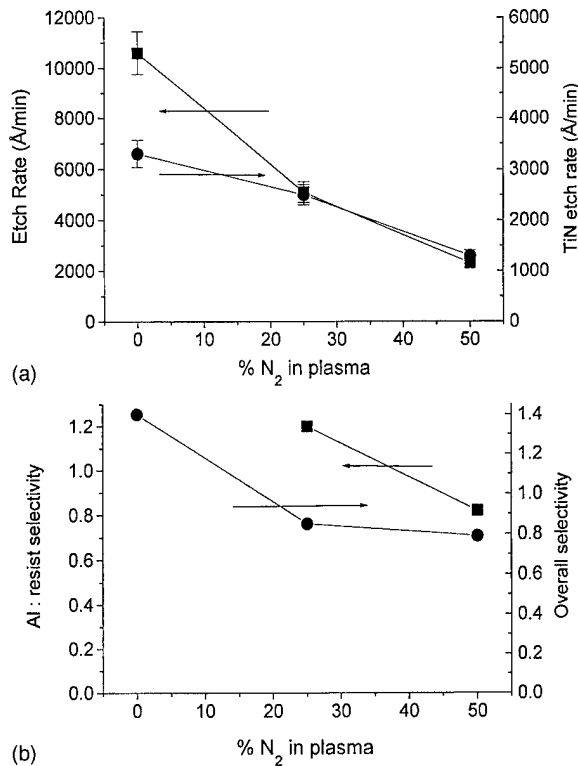 12000
10000
8000
6000
4000
2000
0
Etch Rate (Å/min)
6000
5000
4000
3000
2000
1000
0
TiN etch rate (Å/min)
0 10 20 30 40 50
% N2 in plasma
(a)
1.2
1.0
0.8
0.6
0.4
0.2
0.0
Al : resist selectivity
1.4
1.2
1.0
0.8
0.6
0.4
0.2
0.0
Overall selectivity
0 10 20 30 40 50
% N2 in plasma
(b)